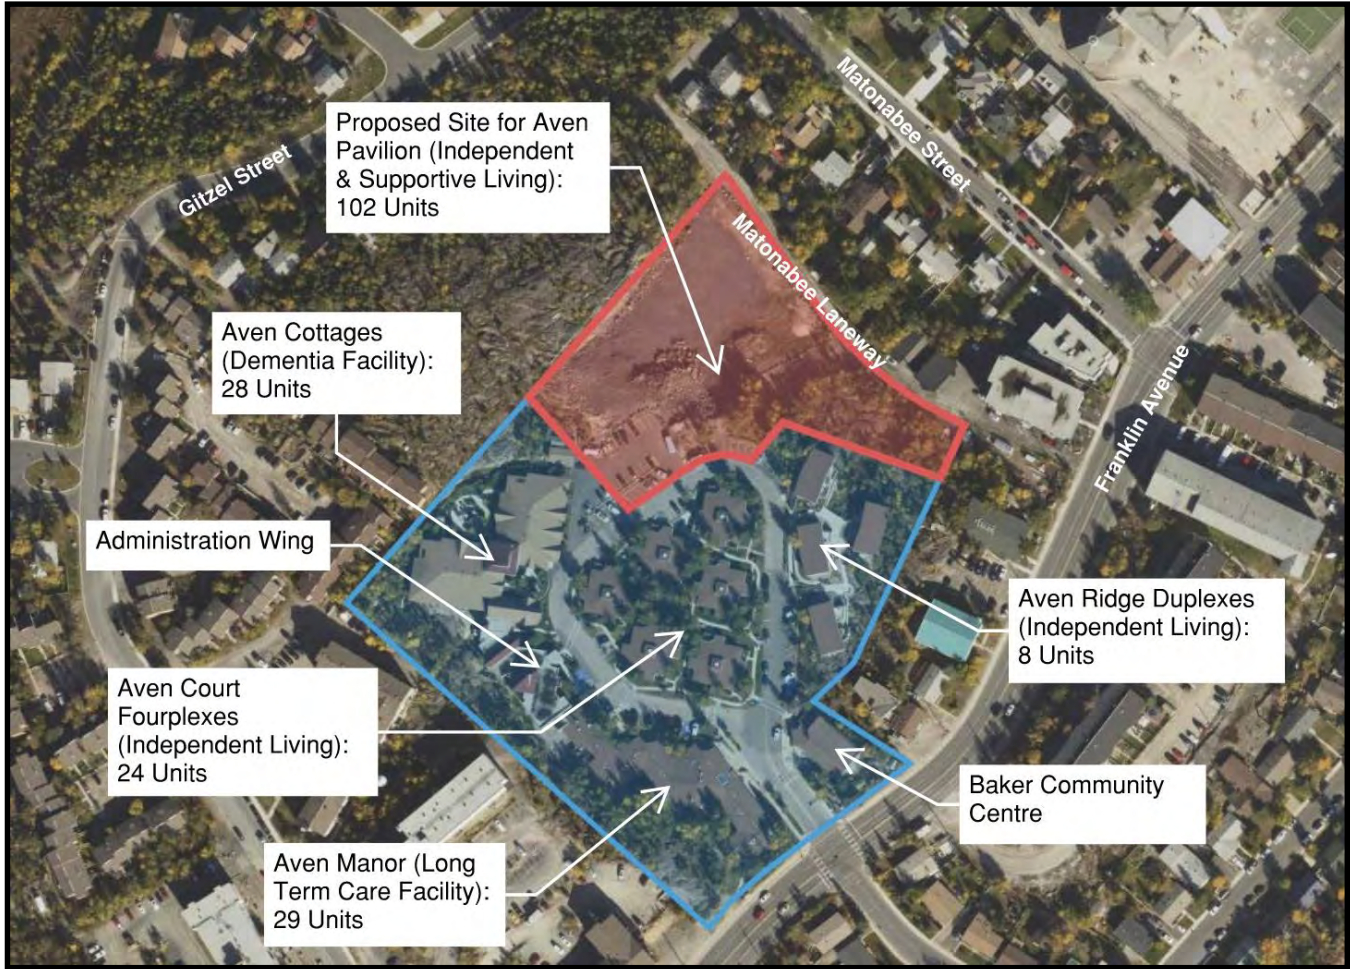 Matonabee Street
Proposed Site for Aven
Pavilion (Independent
& Supportive Living):
102 Units
Gitzel Street
Matonabee Laneway
Aven Cottages
(Dementia Facility):
28 Units
Franklin Avenue
Administration Wing
Aven Ridge Duplexes
(Independent Living):
8 Units
Aven Court
Fourplexes
(Independent Living):
24 Units
Baker Community
Centre
Aven Manor (Long
Term Care Facility):
29 Units